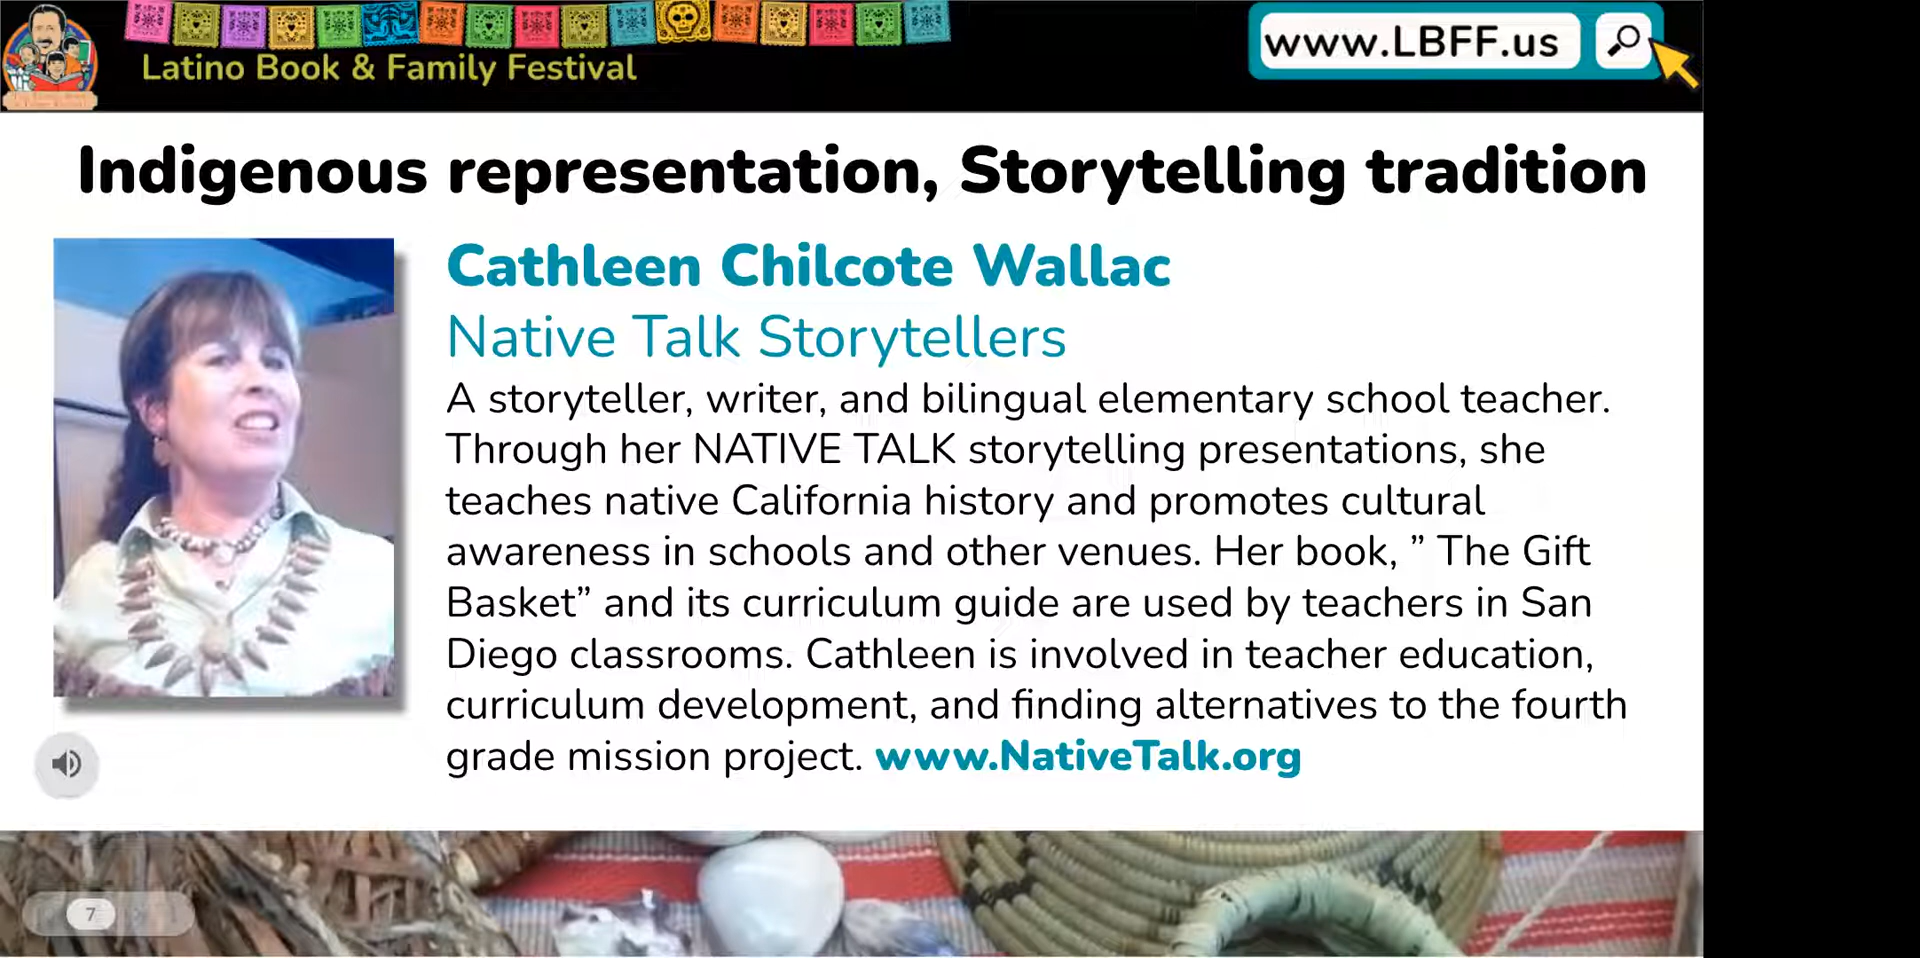 Latino Book & Family Festival
www.LBFF.us
Indigenous representation, Storytelling tradition
Cathleen Chilcote Wallac
Native Talk Storytellers
A storyteller, writer, and bilingual elementary school teacher.
Through her NATIVE TALK storytelling presentations, she
teaches native California history and promotes cultural
awareness in schools and other venues. Her book, ” The Gift
Basket” and its curriculum guide are used by teachers in San
Diego classrooms. Cathleen is involved in teacher education,
curriculum development, and finding alternatives to the fourth
grade mission project. www.NativeTalk.org
7